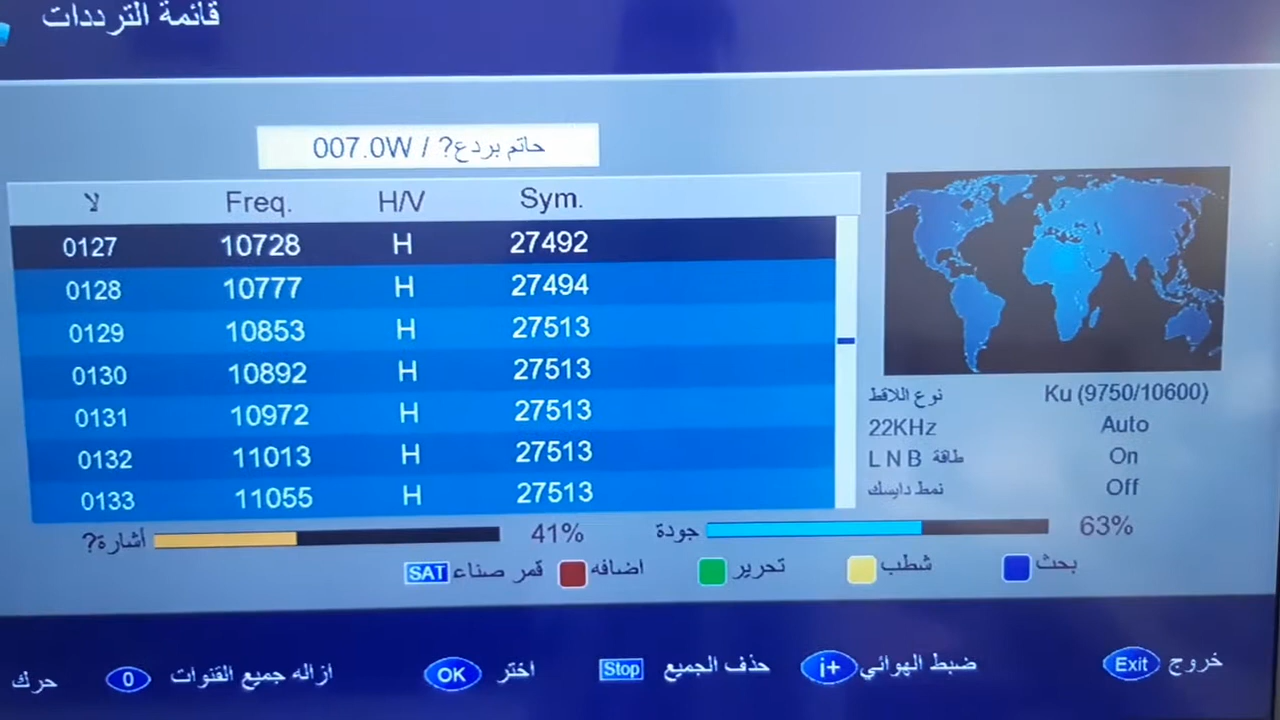 قائمة الترددات
حاتم بردع? / 007.0W
لا Freq. H/V Sym.
0127 10728 H 27492
0128 10777 H 27494
0129 10853 H 27513
0130 10892 H 27513
0131 10972 H 27513
0132 11013 H 27513
0133 11055 H 27513
نوع اللاقط Ku (9750/10600)
22KHz Auto
طاقة LNB On
نمط دايسك Off
أشارة? 41% جودة 63%
SAT قمر صناعء اضافه تحرير شطب بحث
حرك 0 ازاله جميع القنوات OK اختر Stop حذف الجميع i+ ضبط الهوائي Exit خروج